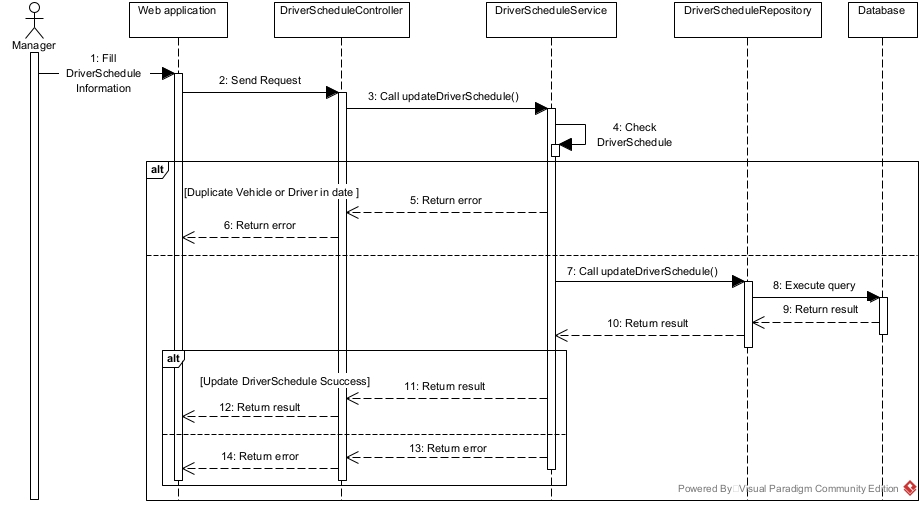 Web application
DriverScheduleController
DriverScheduleService
DriverScheduleRepository
Database
Manager
1: Fill
DriverSchedule
Information
2: Send Request
3: Call updateDriverSchedule()
4: Check
DriverSchedule
alt
[Duplicate Vehicle or Driver in date ]
5: Return error
6: Return error
7: Call updateDriverSchedule()
8: Execute query
9: Return result
10: Return result
alt
[Update DriverSchedule Scuccess]
11: Return result
12: Return result
13: Return error
14: Return error
Powered By Visual Paradigm Community Edition